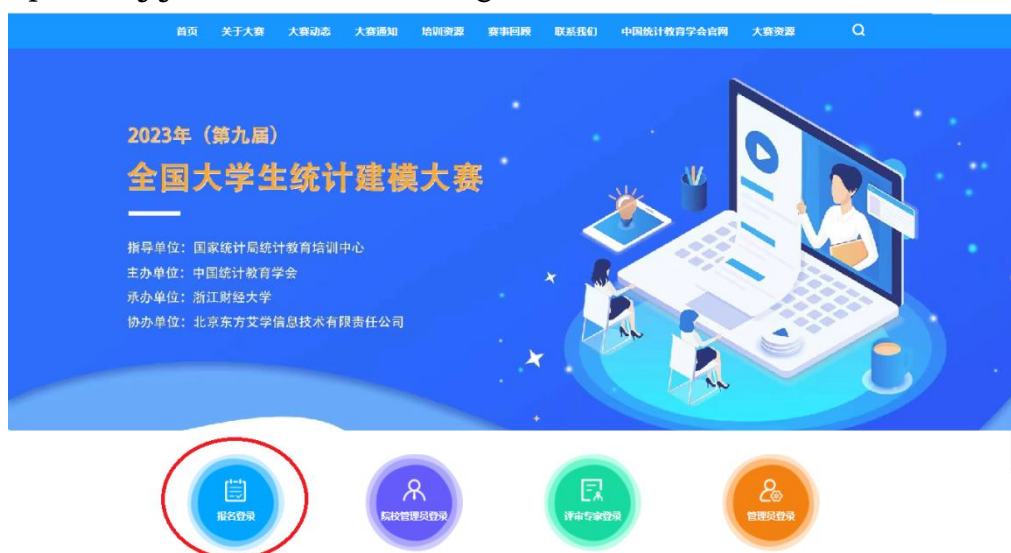 首页 关于大赛 大赛动态 大赛通知 培训资源 赛事回顾 联系我们 中国统计教育学会官网 大赛资源
2023年（第九届）
全国大学生统计建模大赛
指导单位：国家统计局统计教育培训中心
主办单位：中国统计教育学会
承办单位：浙江财经大学
协办单位：北京东方艾学信息技术有限责任公司
报名登录 院校管理员登录 评审专家登录 管理员登录